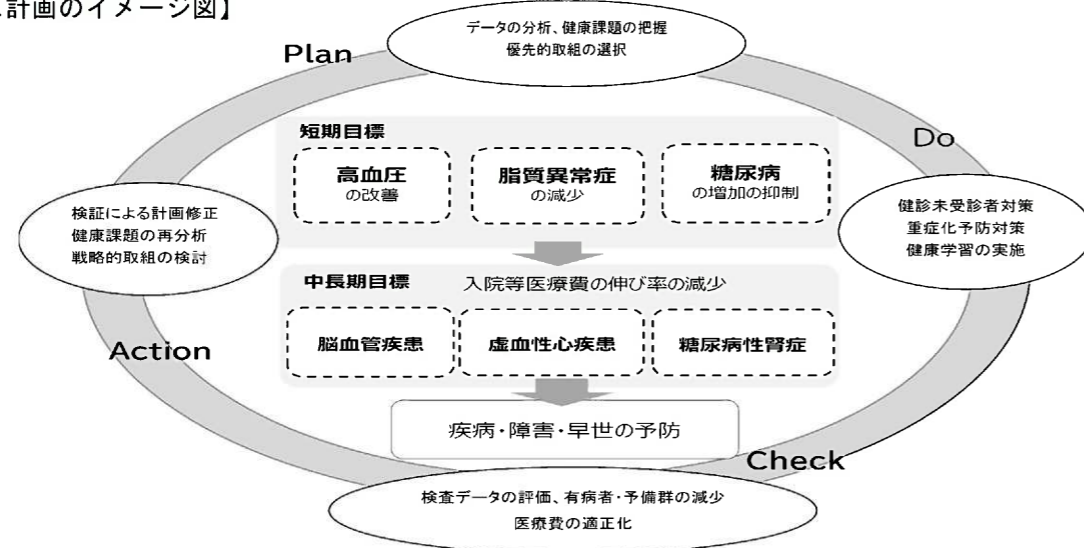 計画のイメージ図】
データの分析、健康課題の把握
優先的取組の選択
Plan
Do
短期目標
高血圧
の改善
脂質異常症
の減少
糖尿病
の増加の抑制
検証による計画修正
健康課題の再分析
戦略的取組の検討
健診未受診者対策
重症化予防対策
健康学習の実施
中長期目標 入院等医療費の伸び率の減少
脳血管疾患
虚血性心疾患
糖尿病性腎症
Action
疾病・障害・早世の予防
Check
検査データの評価、有病者・予備群の減少
医療費の適正化